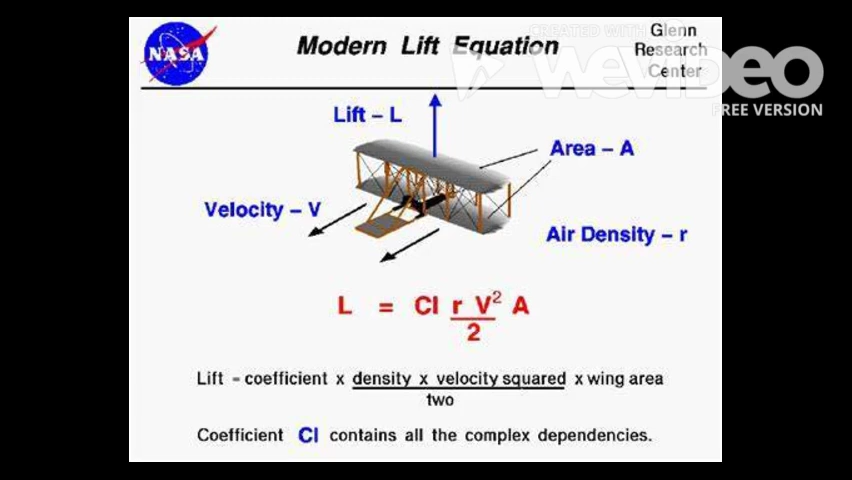 CREATED WITH
WeVideo
FREE VERSION
NASA
Modern Lift Equation
Glenn
Research
Center
Lift – L
Area – A
Velocity – V
Air Density – r
L = Cl r V² A
2
Lift = coefficient x density x velocity squared x wing area
two
Coefficient Cl contains all the complex dependencies.